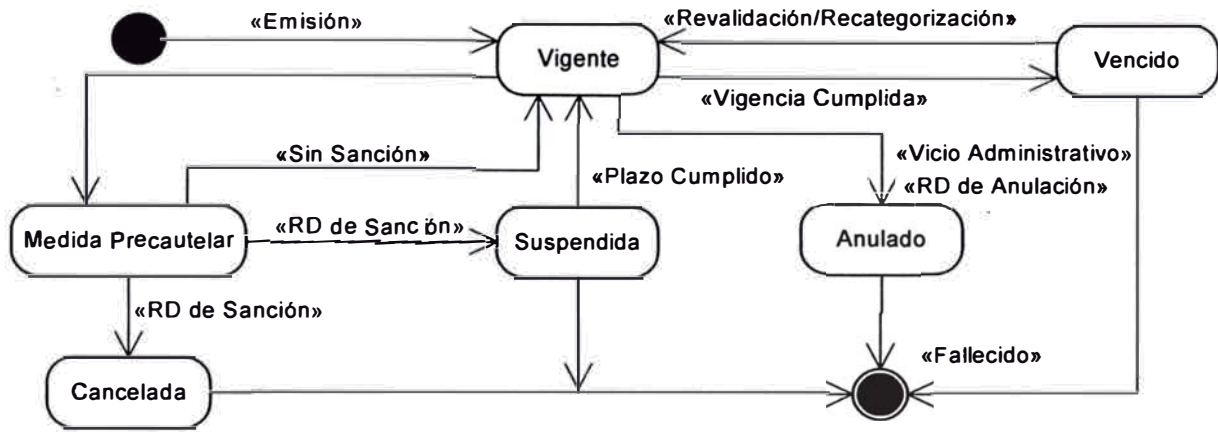 «Emisión»
«Revalidación/Recategorización»
Vigente
Vencido
«Vigencia Cumplida»
«Sin Sanción»
«Plazo Cumplido»
«Vicio Administrativo»
«RD de Anulación»
Medida Precautelar
«RD de Sanción»
Suspendida
Anulado
«RD de Sanción»
«Fallecido»
Cancelada